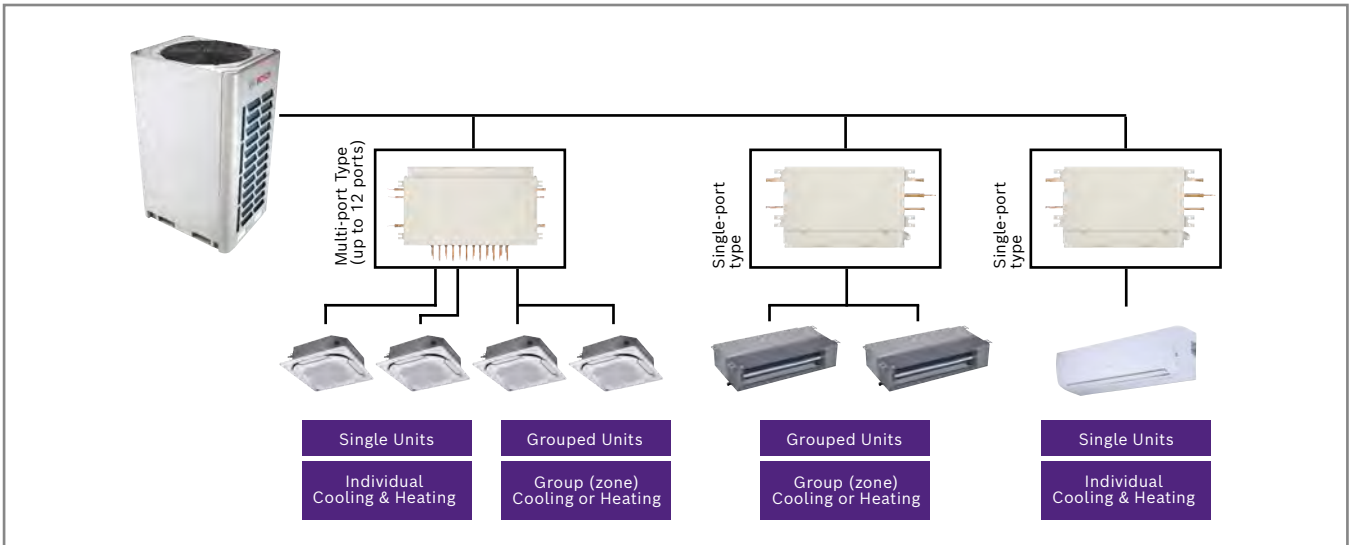 BOSCH
Multi-port Type
(up to 12 ports)
Single-port
type
Single-port
type
Single Units
Grouped Units
Grouped Units
Single Units
Individual
Cooling & Heating
Group (zone)
Cooling or Heating
Group (zone)
Cooling or Heating
Individual
Cooling & Heating